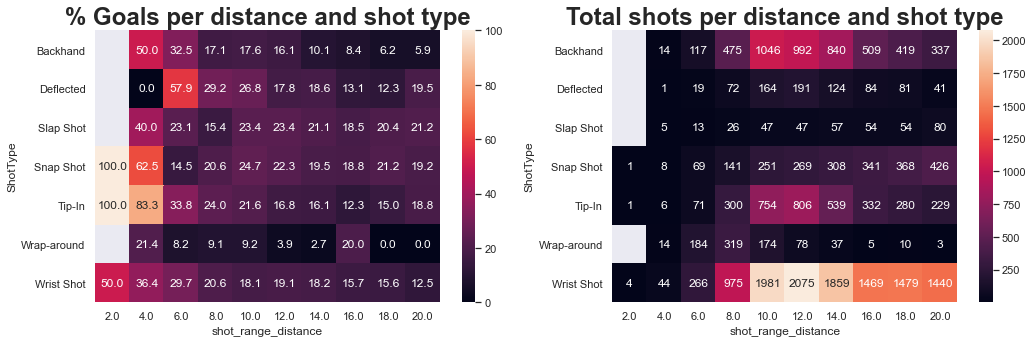 % Goals per distance and shot type
Backhand 50.0 32.5 17.1 17.6 16.1 10.1 8.4 6.2 5.9
Deflected 0.0 57.9 29.2 26.8 17.8 18.6 13.1 12.3 19.5
Slap Shot 40.0 23.1 15.4 23.4 23.4 21.1 18.5 20.4 21.2
Snap Shot 100.0 62.5 14.5 20.6 24.7 22.3 19.5 18.8 21.2 19.2
Tip-In 100.0 83.3 33.8 24.0 21.6 16.8 16.1 12.3 15.0 18.8
Wrap-around 21.4 8.2 9.1 9.2 3.9 2.7 20.0 0.0 0.0
Wrist Shot 50.0 36.4 29.7 20.6 18.1 19.1 18.2 15.7 15.6 12.5
2.0 4.0 6.0 8.0 10.0 12.0 14.0 16.0 18.0 20.0
shot_range_distance
ShotType
100
80
60
40
20
0
Total shots per distance and shot type
Backhand 14 117 475 1046 992 840 509 419 337
Deflected 1 19 72 164 191 124 84 81 41
Slap Shot 5 13 26 47 47 57 54 54 80
Snap Shot 1 8 69 141 251 269 308 341 368 426
Tip-In 1 6 71 300 754 806 539 332 280 229
Wrap-around 14 184 319 174 78 37 5 10 3
Wrist Shot 4 44 266 975 1981 2075 1859 1469 1479 1440
2.0 4.0 6.0 8.0 10.0 12.0 14.0 16.0 18.0 20.0
shot_range_distance
ShotType
2000
1750
1500
1250
1000
750
500
250